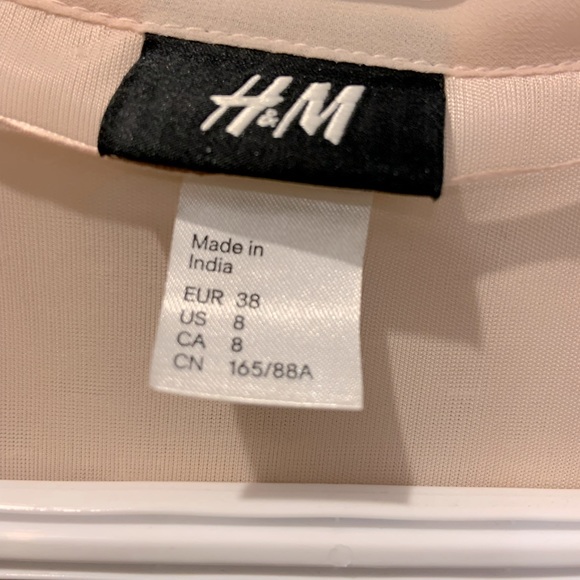 H&M
Made in
India
EUR 38
US 8
CA 8
CN 165/88A